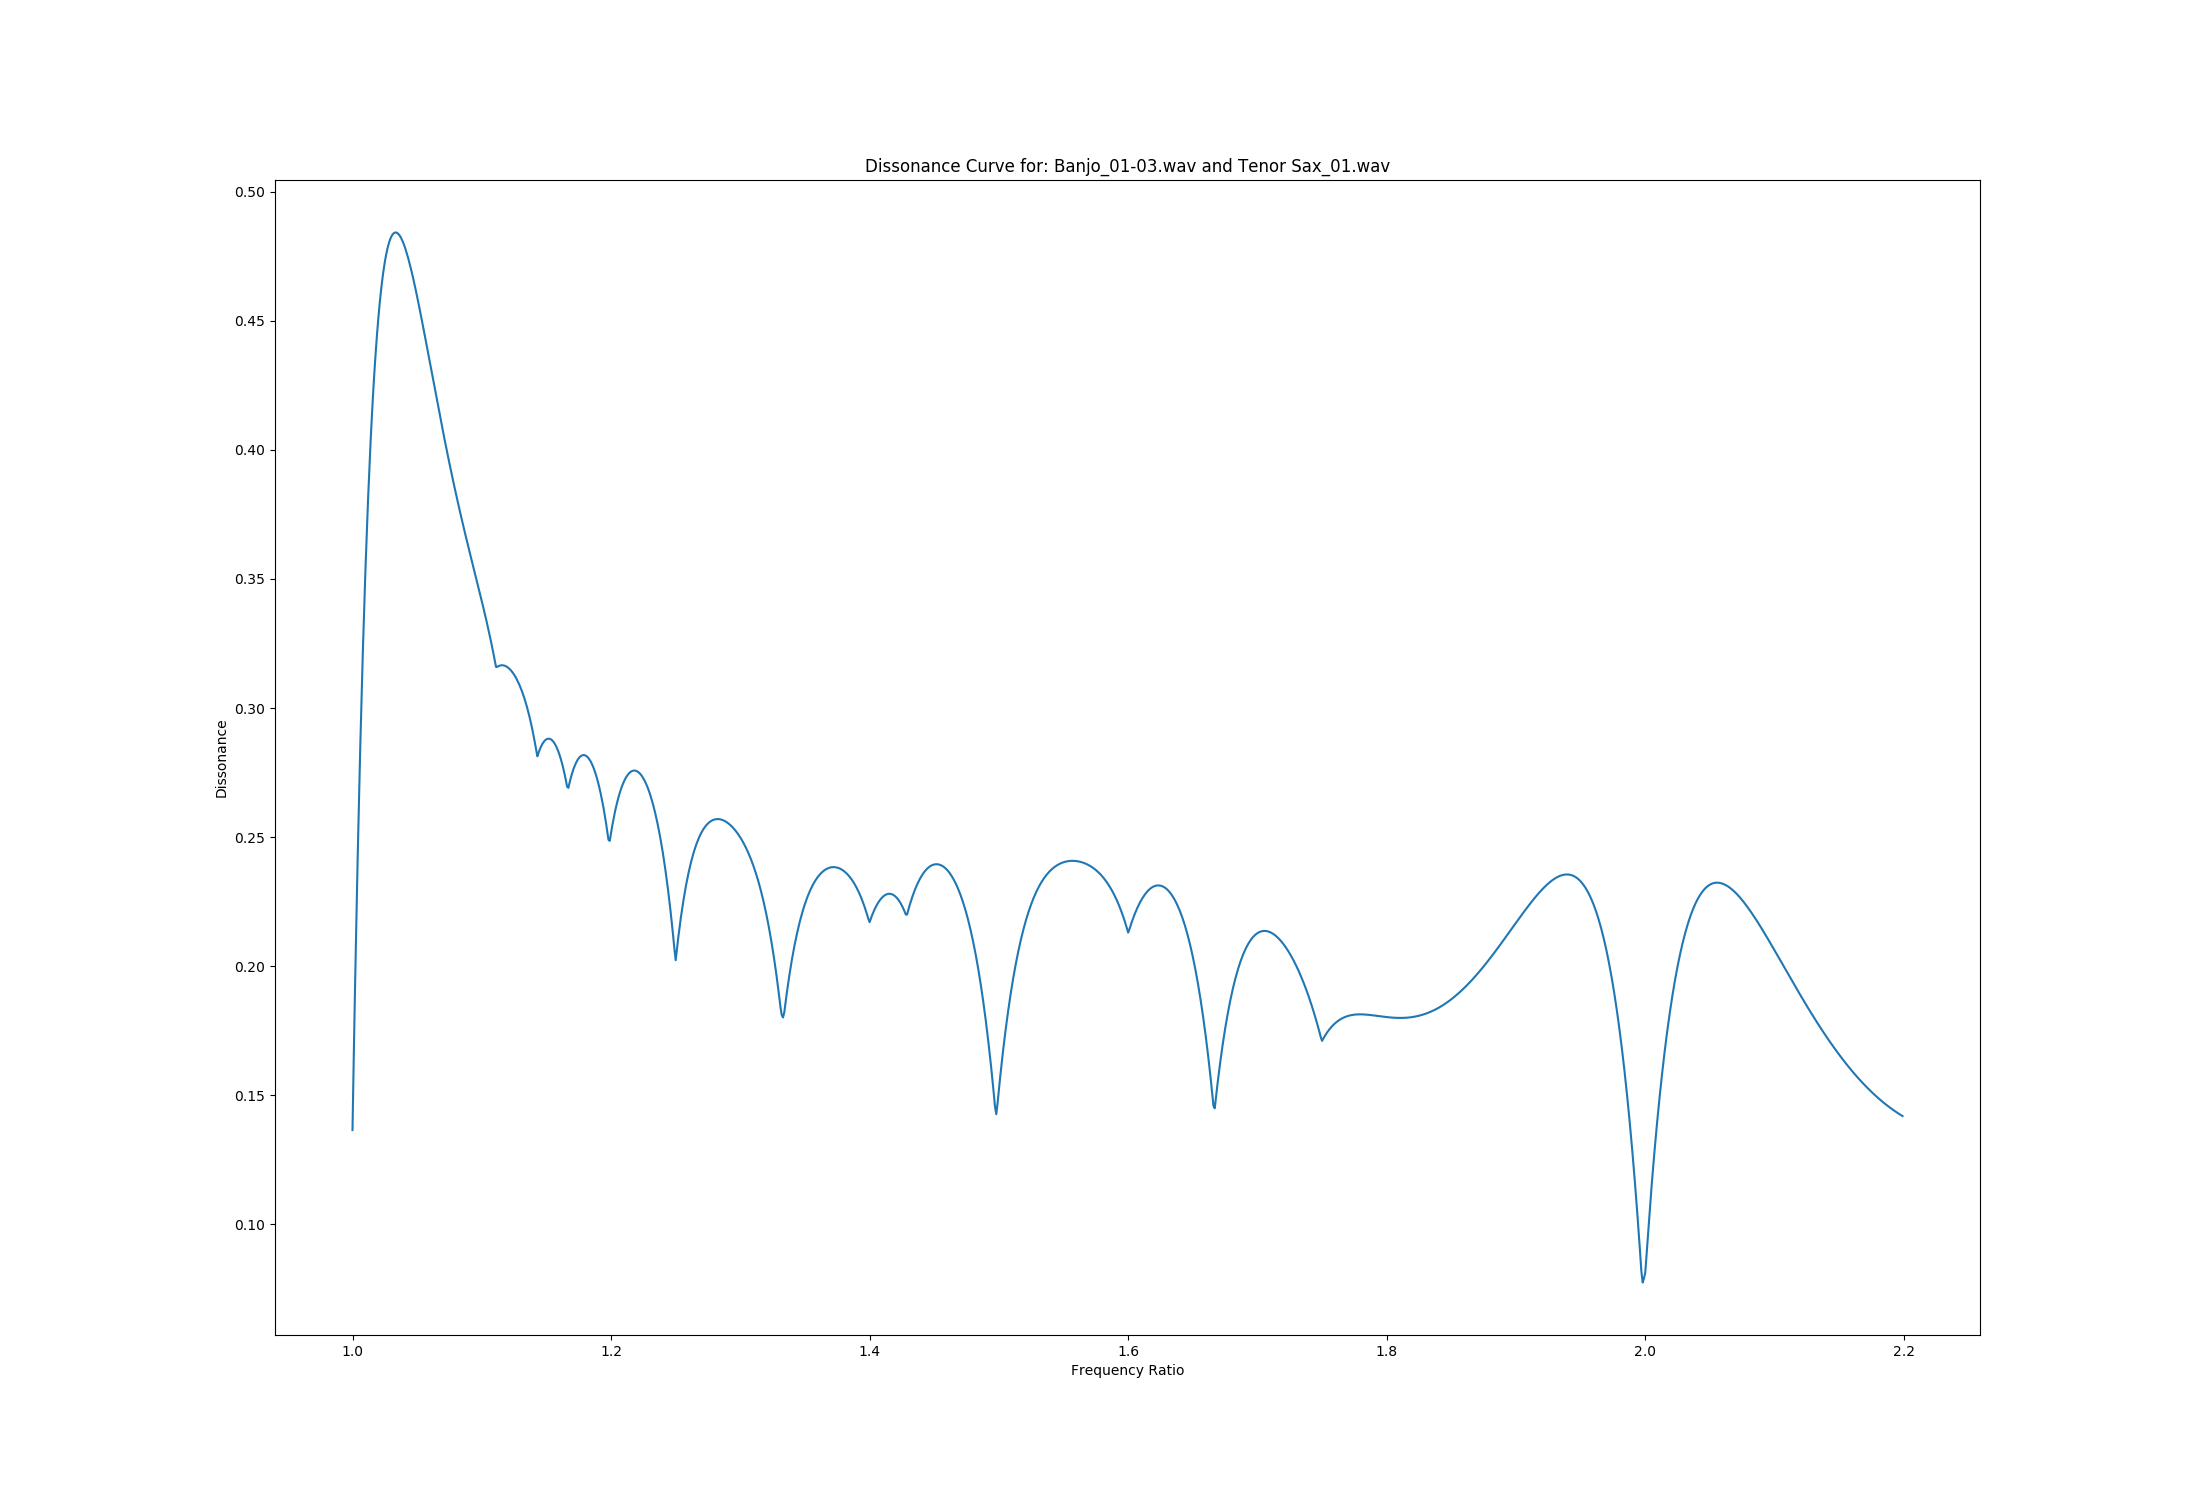 Dissonance Curve for: Banjo_01-03.wav and Tenor Sax_01.wav
0.50
0.45
0.40
0.35
0.30
0.25
0.20
0.15
0.10
Dissonance
1.0 1.2 1.4 1.6 1.8 2.0 2.2
Frequency Ratio